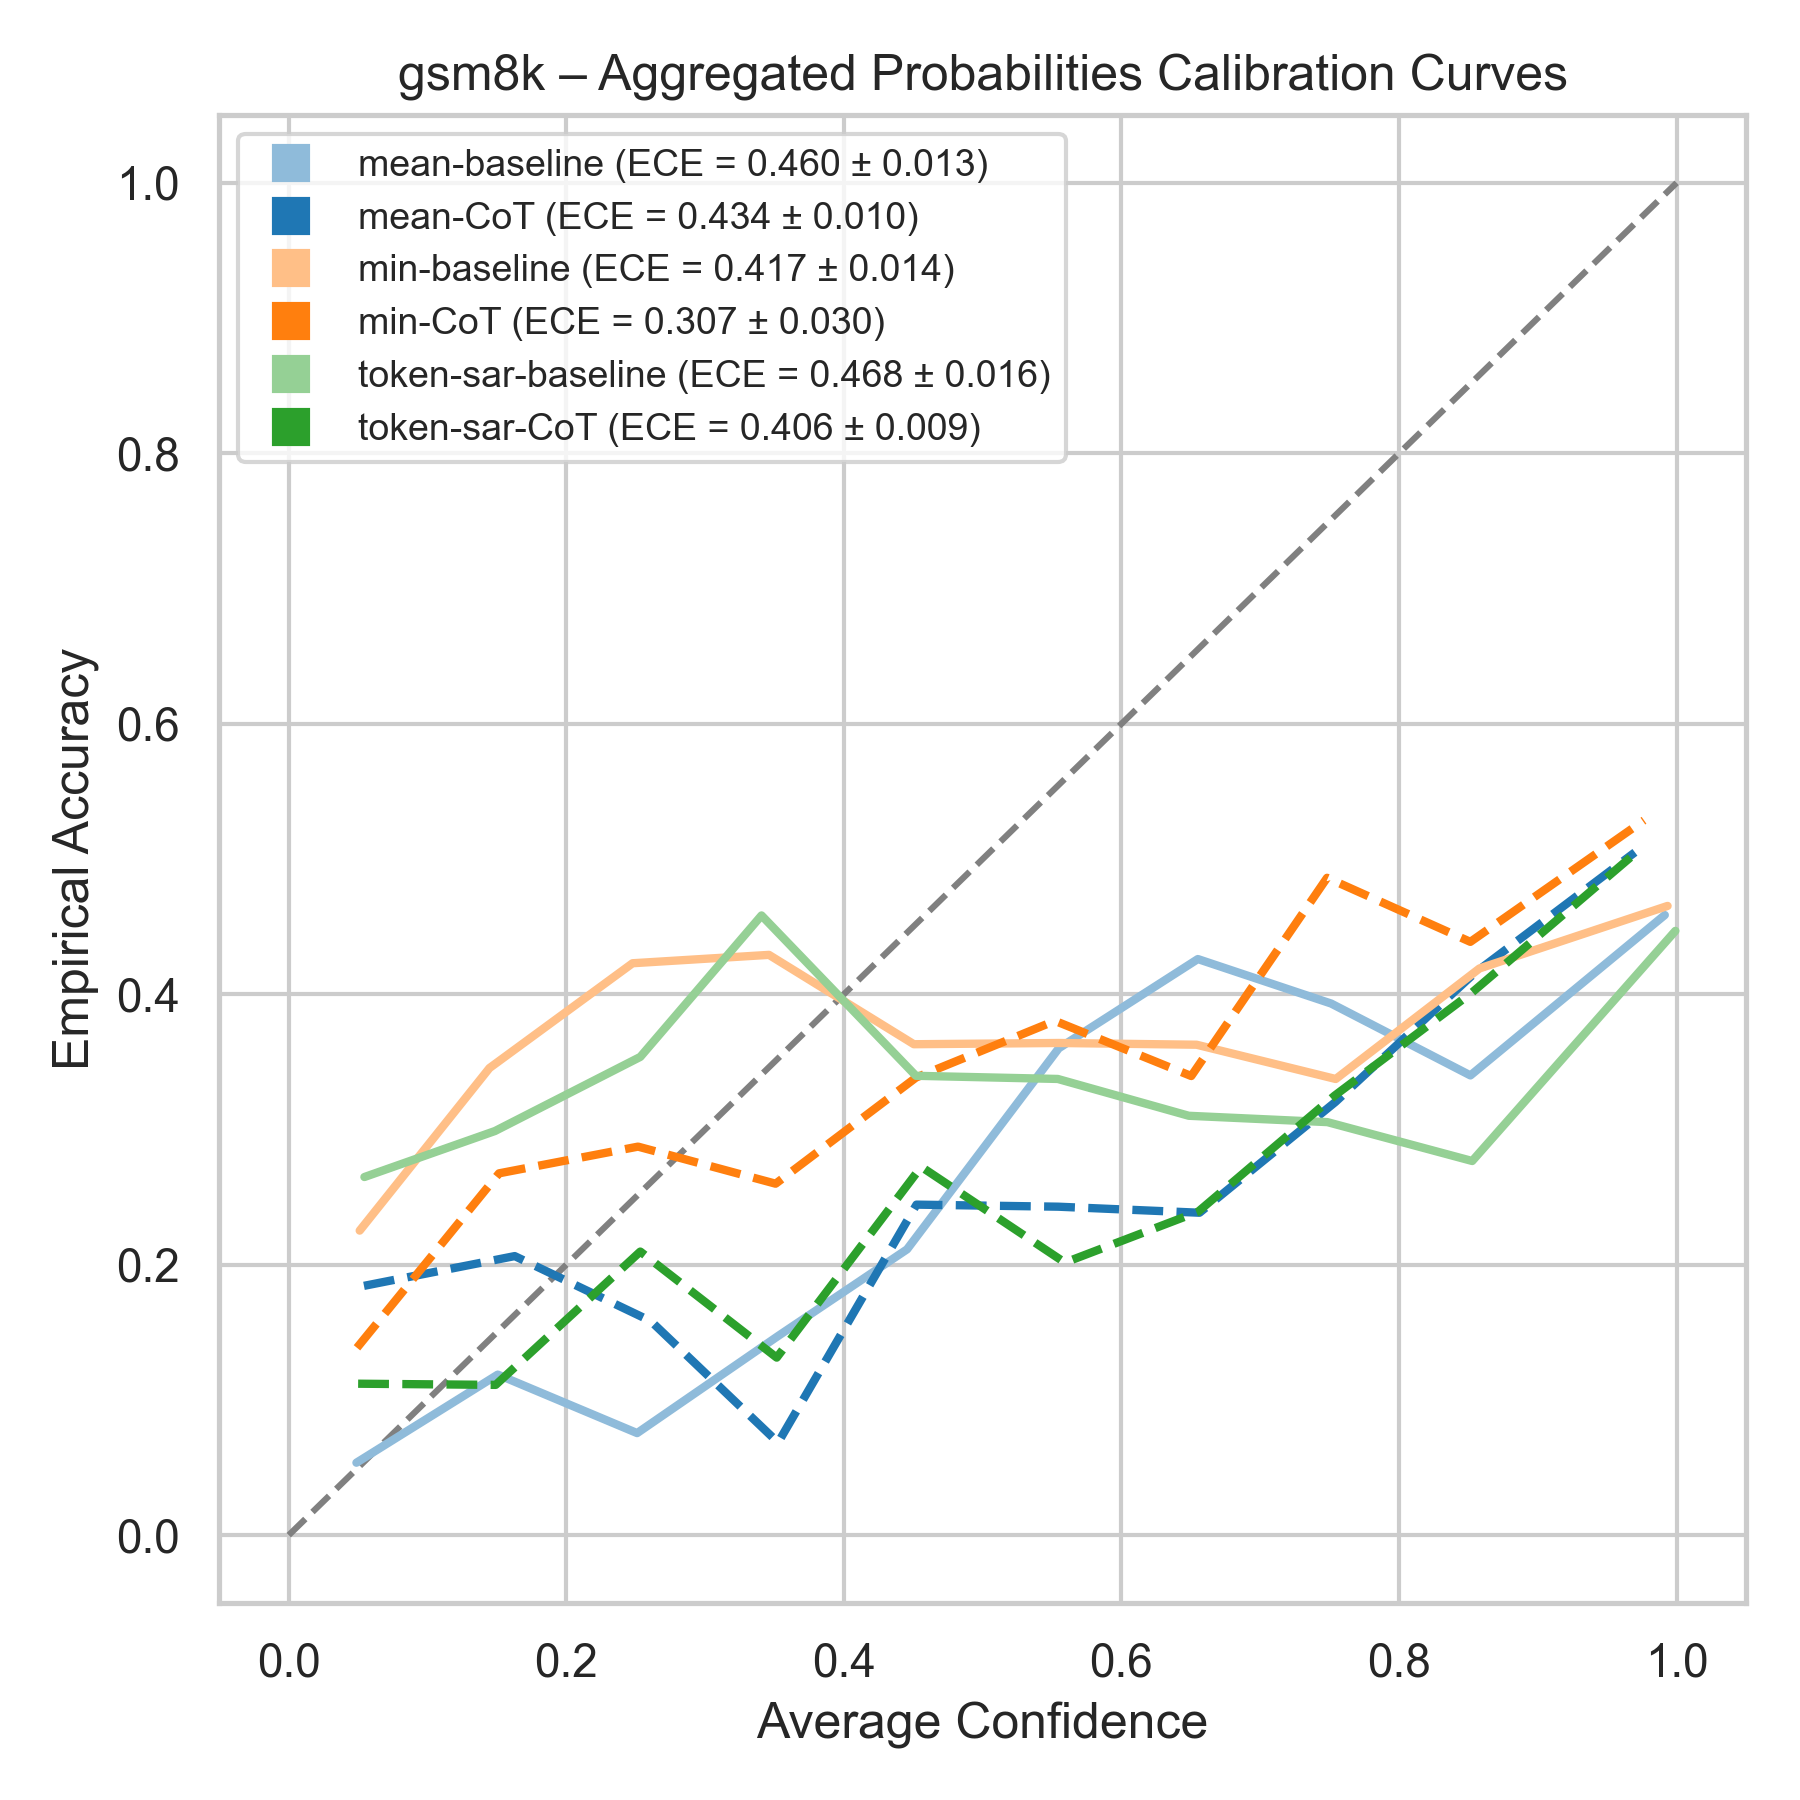 gsm8k – Aggregated Probabilities Calibration Curves
mean-baseline (ECE = 0.460 ± 0.013)
mean-CoT (ECE = 0.434 ± 0.010)
min-baseline (ECE = 0.417 ± 0.014)
min-CoT (ECE = 0.307 ± 0.030)
token-sar-baseline (ECE = 0.468 ± 0.016)
token-sar-CoT (ECE = 0.406 ± 0.009)
1.0
0.8
0.6
0.4
0.2
0.0
Empirical Accuracy
0.0 0.2 0.4 0.6 0.8 1.0
Average Confidence